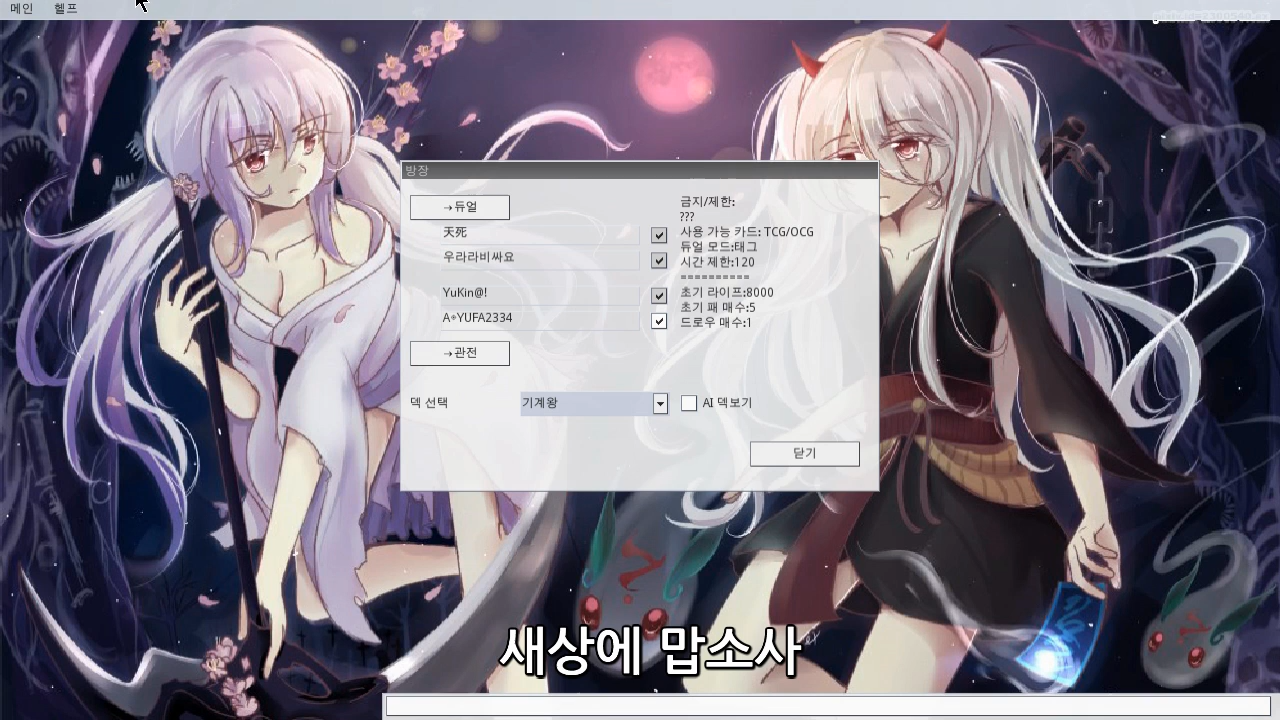 메인 헬프
방장
→듀얼
天死
우라라비싸요
YuKin@!
A*YUFA2334
→관전
금지/제한:
???
사용 가능 카드: TCG/OCG
듀얼 모드:태그
시간 제한:120
==========
초기 라이프:8000
초기 패 매수:5
드로우 매수:1
덱 선택
기계왕
AI 덱보기
닫기
새상에 맙소사